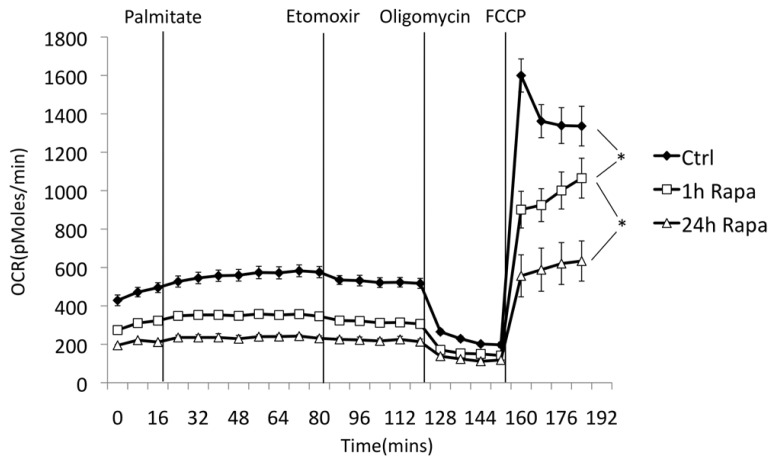 Palmitate Etomoxir Oligomycin FCCP
1800
1600
1400
1200
1000
800
600
400
200
0
OCR(pMoles/min)
* Ctrl
1h Rapa
* 24h Rapa
0 16 32 48 64 80 96 112 128 144 160 176 192
Time(mins)